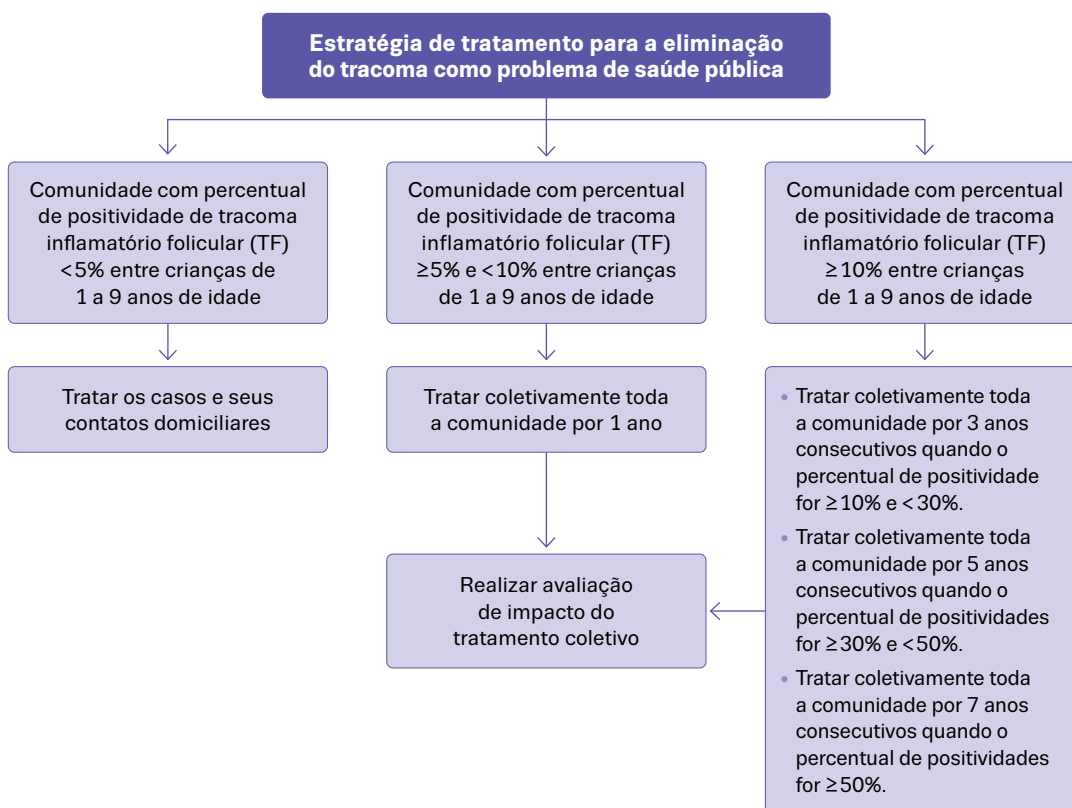 Estratégia de tratamento para a eliminação
do tracoma como problema de saúde pública
Comunidade com percentual
de positividade de tracoma
inflamatório folicular (TF)
<5% entre crianças de
1 a 9 anos de idade
Comunidade com percentual
de positividade de tracoma
inflamatório folicular (TF)
≥5% e <10% entre crianças
de 1 a 9 anos de idade
Comunidade com percentual
de positividade de tracoma
inflamatório folicular (TF)
≥10% entre crianças
de 1 a 9 anos de idade
Tratar os casos e seus
contatos domiciliares
Tratar coletivamente toda
a comunidade por 1 ano
• Tratar coletivamente toda
a comunidade por 3 anos
consecutivos quando o
percentual de positividade
for ≥10% e <30%.
• Tratar coletivamente toda
a comunidade por 5 anos
consecutivos quando o
percentual de positividades
for ≥30% e <50%.
• Tratar coletivamente toda
a comunidade por 7 anos
consecutivos quando o
percentual de positividades
for ≥50%.
Realizar avaliação
de impacto do
tratamento coletivo